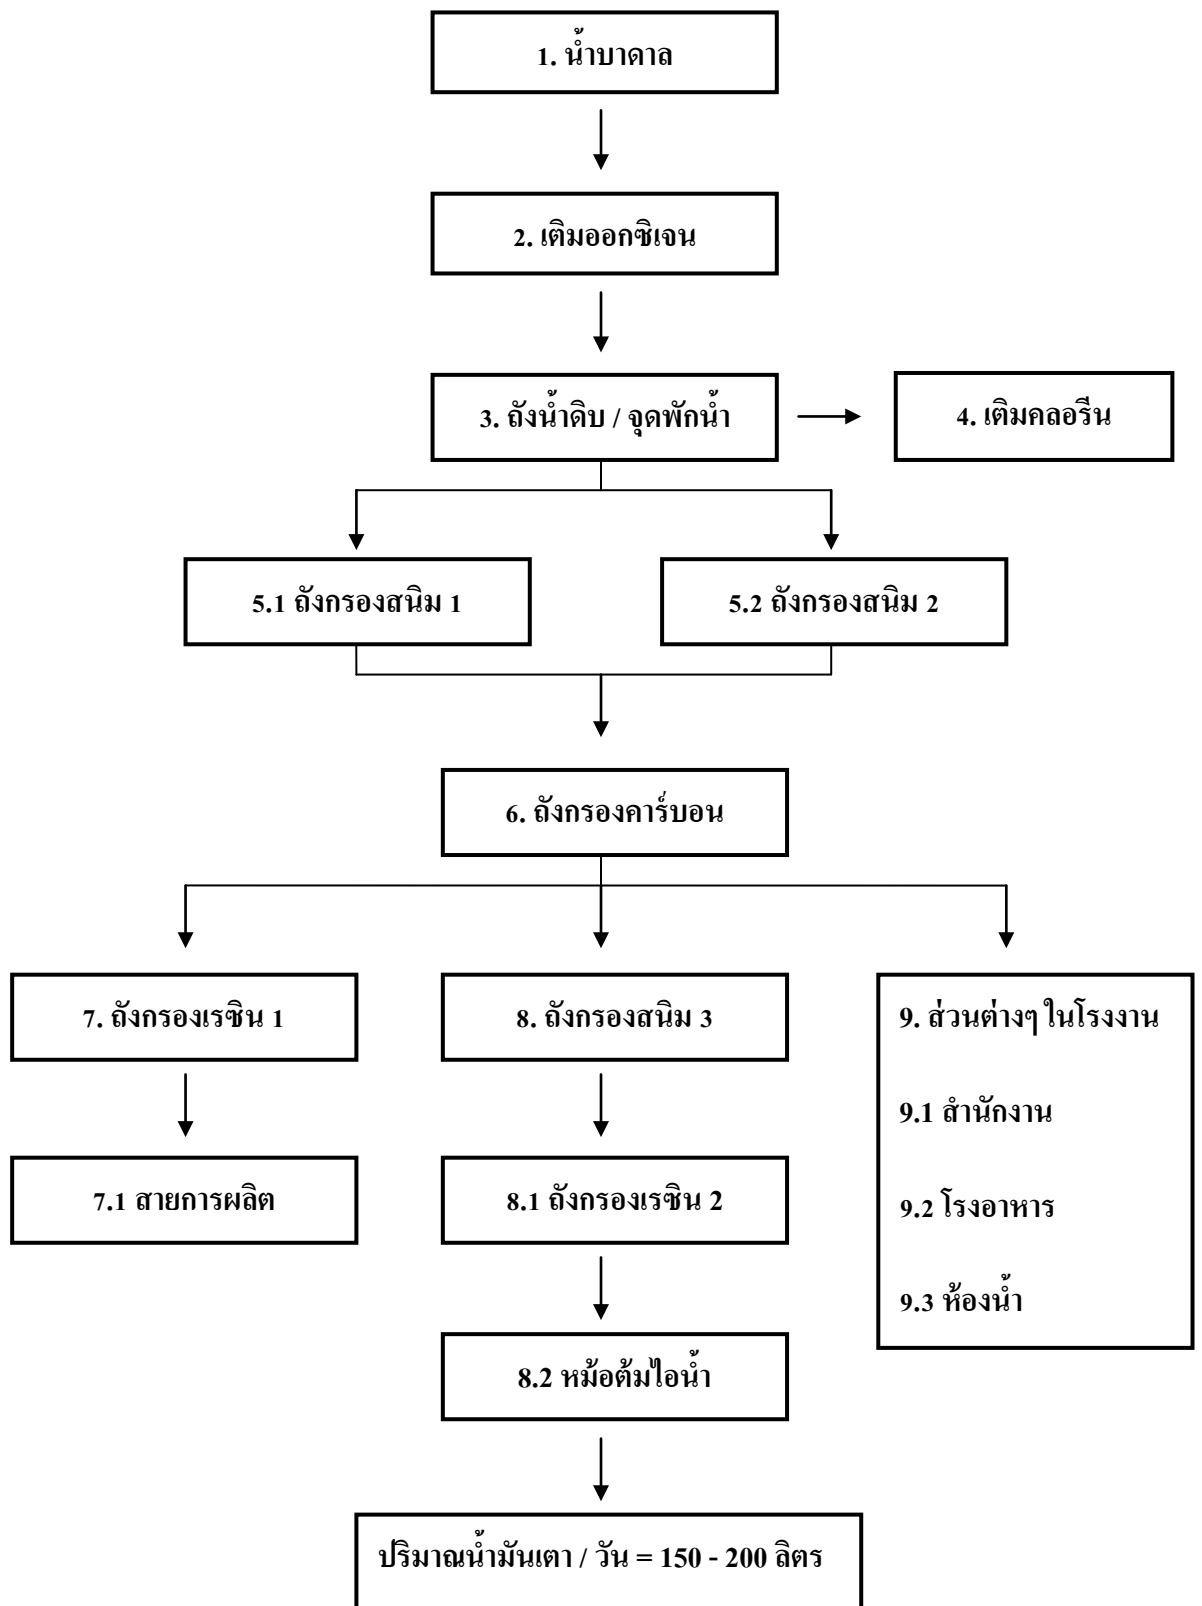 1. น้ำบาดาล
2. เติมออกซิเจน
3. ถังน้ำดิบ / จุดพักน้ำ
4. เติมคลอรีน
5.1 ถังกรองสนิม 1
5.2 ถังกรองสนิม 2
6. ถังกรองคาร์บอน
7. ถังกรองเรซิน 1
8. ถังกรองสนิม 3
9. ส่วนต่างๆ ในโรงงาน
9.1 สำนักงาน
7.1 สายการผลิต
8.1 ถังกรองเรซิน 2
9.2 โรงอาหาร
9.3 ห้องน้ำ
8.2 หม้อต้มไอน้ำ
ปริมาณน้ำมันเตา / วัน = 150 - 200 ลิตร